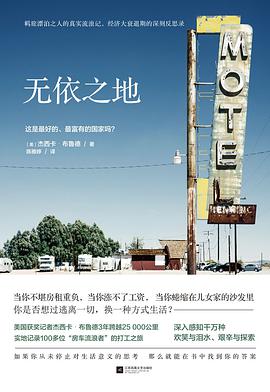 羁旅漂泊之人的真实流浪记，经济大衰退期的深刻反思录
MOTEL
无依之地
这是最好的、最富有的国家吗？
（美）杰西卡·布鲁德 / 著
当你不堪房租重负，当你涨不了工资，当你蜷缩在儿女家的沙发里
你是否想过逃离一切，换一种方式生活？
美国获奖记者杰西卡·布鲁德3年跨越25 000公里
实地记录100多位“房车流浪者”的打工之旅
深入感知千万种
欢笑与泪水、艰辛与探索
如果你从未停止对生活意义的思考 那么就能在书中找到你的答案